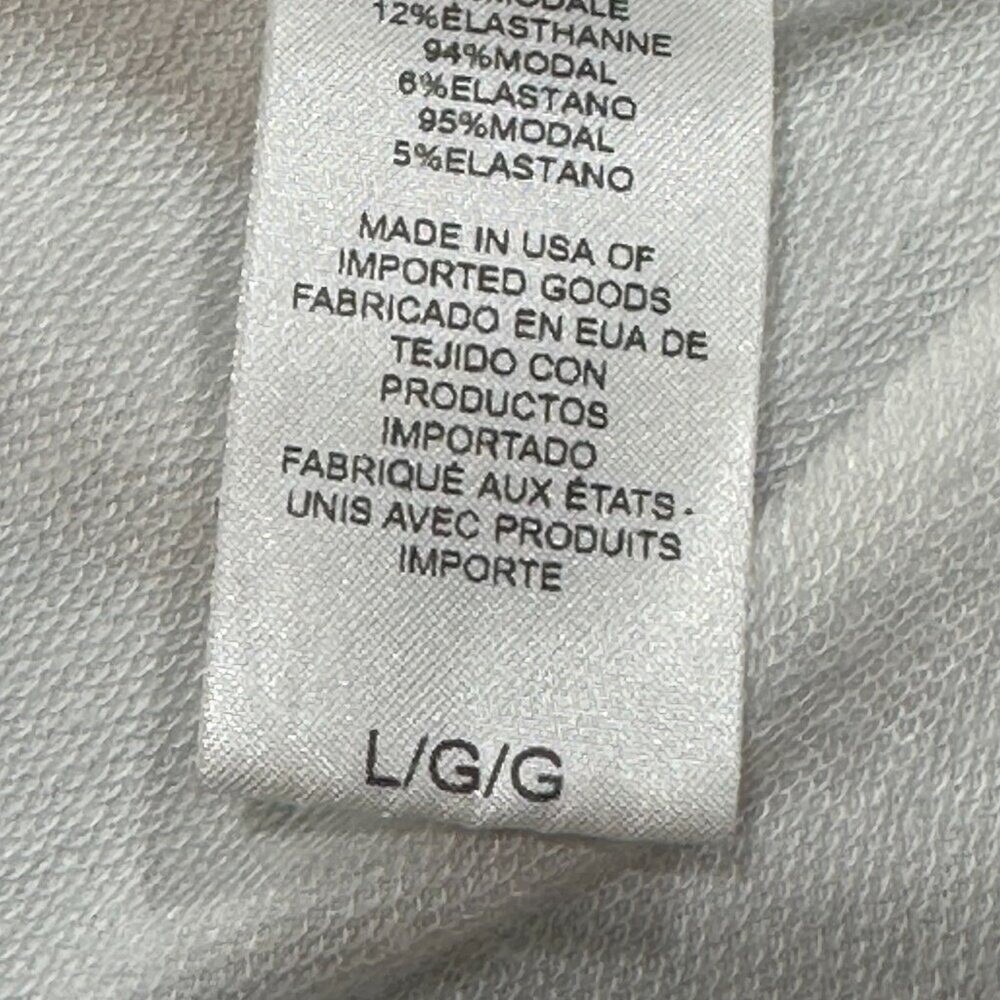 MODALE
12%ÉLASTHANNE
94%MODAL
6%ELASTANO
95%MODAL
5%ELASTANO
MADE IN USA OF
IMPORTED GOODS
FABRICADO EN EUA DE
TEJIDO CON
PRODUCTOS
IMPORTADO
FABRIQUÉ AUX ÉTATS-
UNIS AVEC PRODUITS
IMPORTE
L/G/G